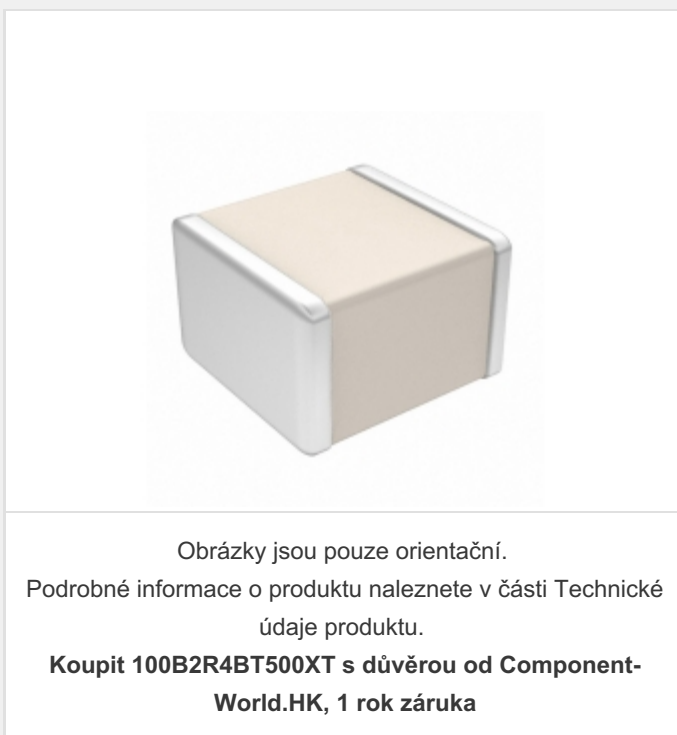 Obrázky jsou pouze orientační.
Podrobné informace o produktu naleznete v části Technické
údaje produktu.
Koupit 100B2R4BT500XT s důvěrou od Component-
World.HK, 1 rok záruka